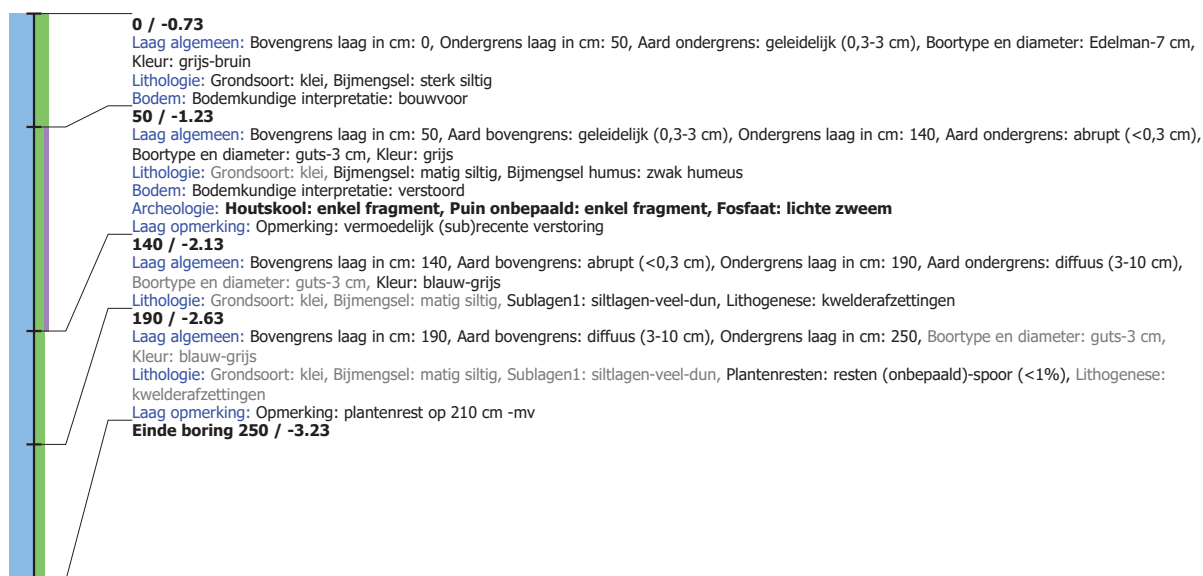 0 / -0.73
Laag algemeen: Bovengrens laag in cm: 0, Ondergrens laag in cm: 50, Aard ondergrens: geleidelijk (0,3-3 cm), Boortype en diameter: Edelman-7 cm,
Kleur: grijs-bruin
Lithologie: Grondsoort: klei, Bijmengsel: sterk siltig
Bodem: Bodemkundige interpretatie: bouwvoor
50 / -1.23
Laag algemeen: Bovengrens laag in cm: 50, Aard bovengrens: geleidelijk (0,3-3 cm), Ondergrens laag in cm: 140, Aard ondergrens: abrupt (<0,3 cm),
Boortype en diameter: guts-3 cm, Kleur: grijs
Lithologie: Grondsoort: klei, Bijmengsel: matig siltig, Bijmengsel humus: zwak humeus
Bodem: Bodemkundige interpretatie: verstoord
Archeologie: Houtskool: enkel fragment, Puin onbepaald: enkel fragment, Fosfaat: lichte zweem
Laag opmerking: Opmerking: vermoedelijk (sub)recente verstoring
140 / -2.13
Laag algemeen: Bovengrens laag in cm: 140, Aard bovengrens: abrupt (<0,3 cm), Ondergrens laag in cm: 190, Aard ondergrens: diffuus (3-10 cm),
Boortype en diameter: guts-3 cm, Kleur: blauw-grijs
Lithologie: Grondsoort: klei, Bijmengsel: matig siltig, Sublagen1: siltlagen-veel-dun, Lithogenese: kwelderafzettingen
190 / -2.63
Laag algemeen: Bovengrens laag in cm: 190, Aard bovengrens: diffuus (3-10 cm), Ondergrens laag in cm: 250, Boortype en diameter: guts-3 cm,
Kleur: blauw-grijs
Lithologie: Grondsoort: klei, Bijmengsel: matig siltig, Sublagen1: siltlagen-veel-dun, Plantenresten: resten (onbepaald)-spoor (<1%), Lithogenese:
kwelderafzettingen
Laag opmerking: Opmerking: plantenrest op 210 cm -mv
Einde boring 250 / -3.23